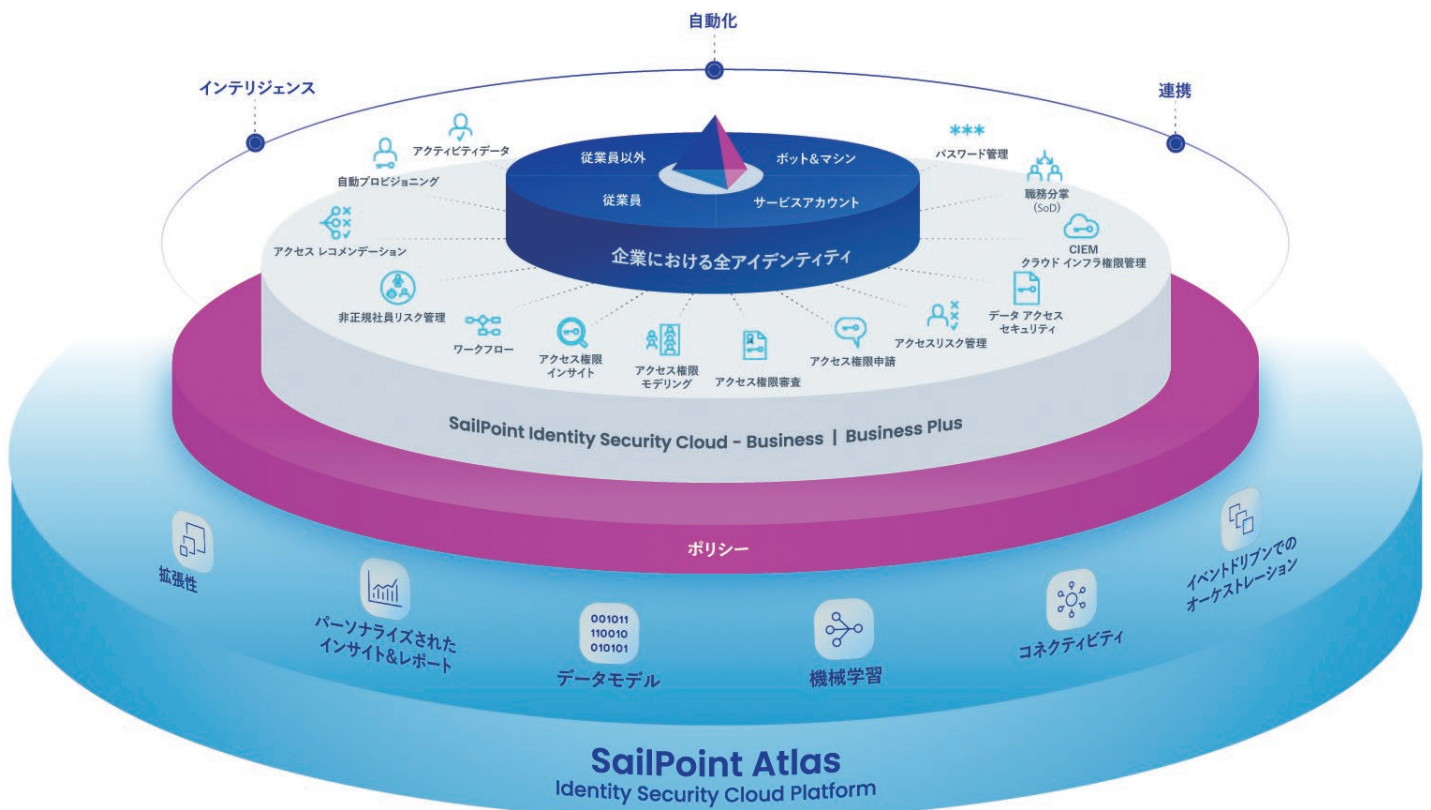 自動化
インテリジェンス
連携
アクティビティデータ
自動プロビジョニング
アクセス レコメンデーション
非正規社員リスク管理
ワークフロー
アクセス権限
インサイト
アクセス権限
モデリング
アクセス権限審査
アクセス権限申請
アクセスリスク管理
データ アクセス
セキュリティ
CIEM
クラウド インフラ権限管理
職務分掌
(SoD)
***
パスワード管理
従業員以外
ボット&マシン
従業員
サービスアカウント
企業における全アイデンティティ
SailPoint Identity Security Cloud - Business | Business Plus
ポリシー
拡張性
パーソナライズされた
インサイト&レポート
001011
110010
010101
データモデル
機械学習
コネクティビティ
イベントドリブンでの
オーケストレーション
SailPoint Atlas
Identity Security Cloud Platform